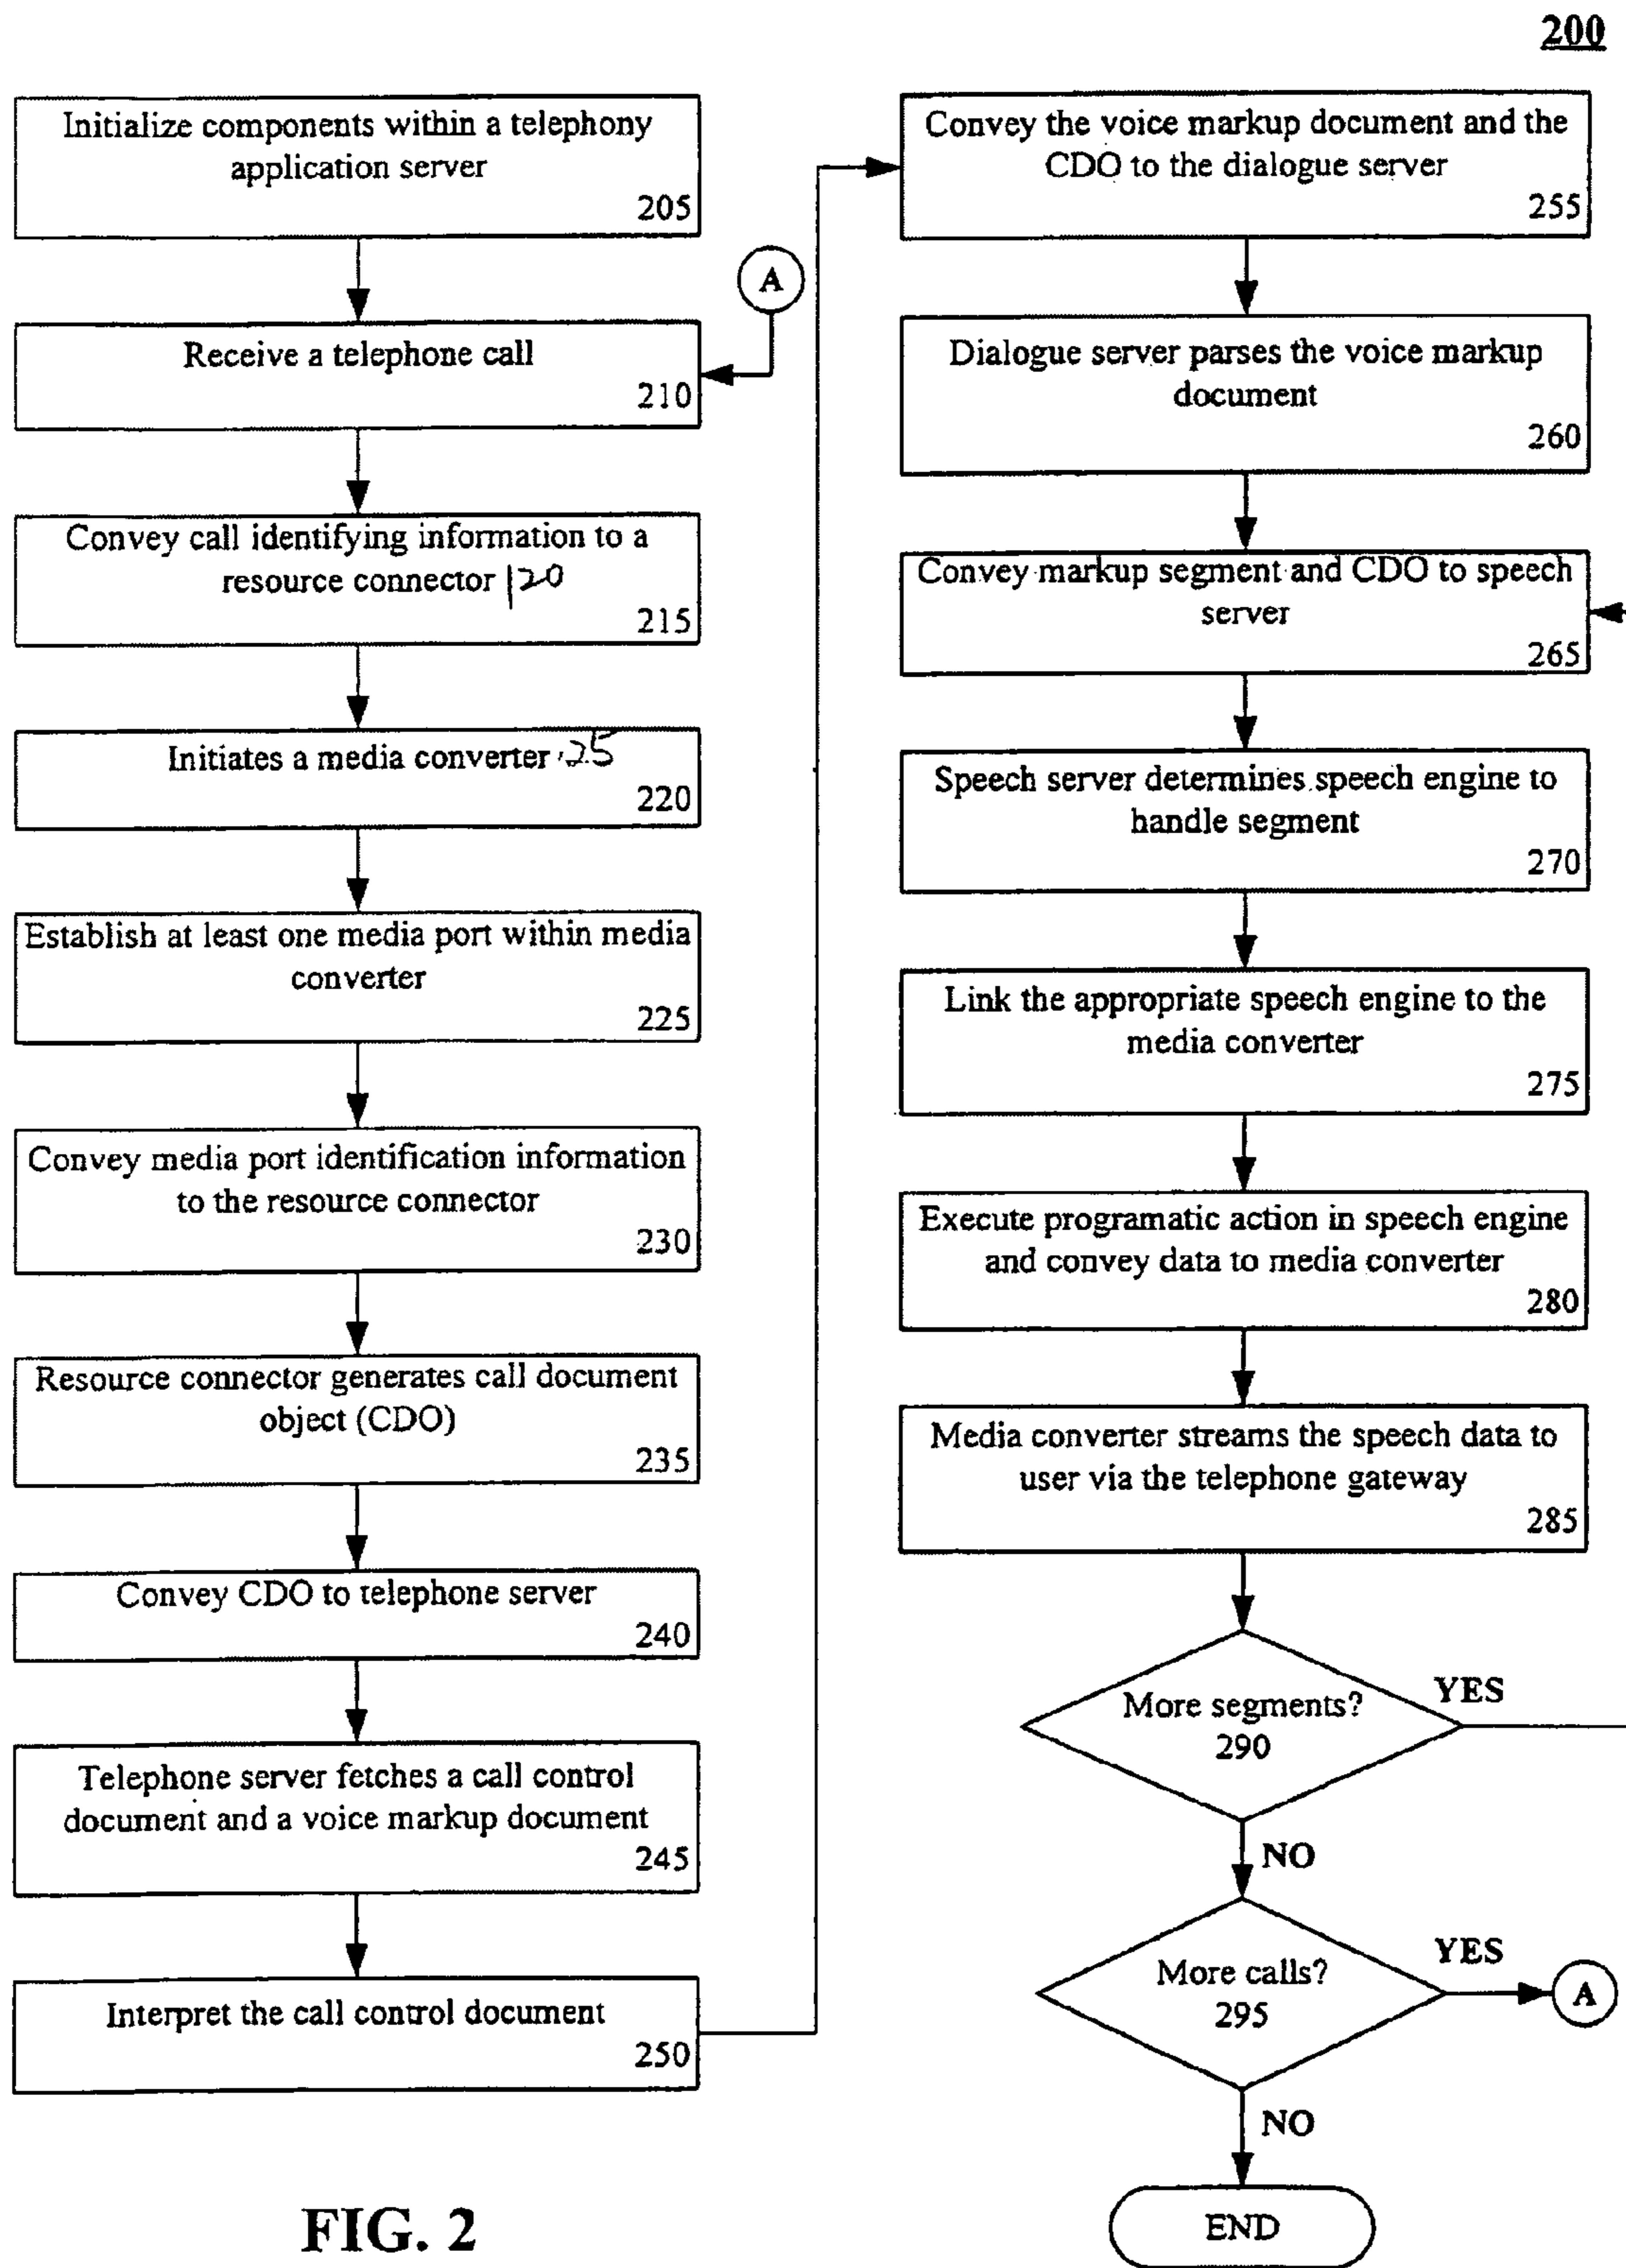 200
Initialize components within a telephony
application server
205
A
Receive a telephone call
210
Convey call identifying information to a
resource connector 120
215
Initiates a media converter 125
220
Establish at least one media port within media
converter
225
Convey media port identification information
to the resource connector
230
Resource connector generates call document
object (CDO)
235
Convey CDO to telephone server
240
Telephone server fetches a call control
document and a voice markup document
245
Interpret the call control document
250
Convey the voice markup document and the
CDO to the dialogue server
255
Dialogue server parses the voice markup
document
260
Convey markup segment and CDO to speech
server
265
Speech server determines speech engine to
handle segment
270
Link the appropriate speech engine to the
media converter
275
Execute programatic action in speech engine
and convey data to media converter
280
Media converter streams the speech data to
user via the telephone gateway
285
More segments?
290
YES
NO
More calls?
295
YES
A
NO
END
FIG. 2